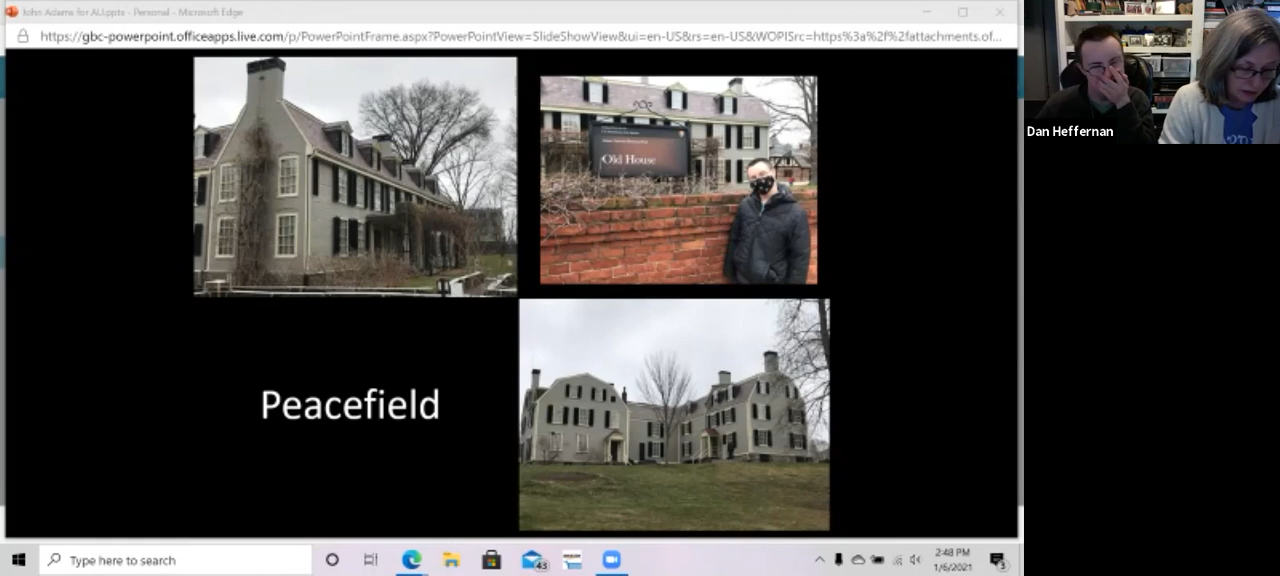 John Adams for AU.pptx - Personal - Microsoft Edge
https://gbc-powerpoint.officeapps.live.com/p/PowerPointFrame.aspx?PowerPointView=SlideShowView&ui=en-US&rs=en-US&WOPISrc=https%3a%2f%2fattachments.of...
Dan Heffernan
Old House
Peacefield
Type here to search
43
2:48 PM
1/6/2021
3